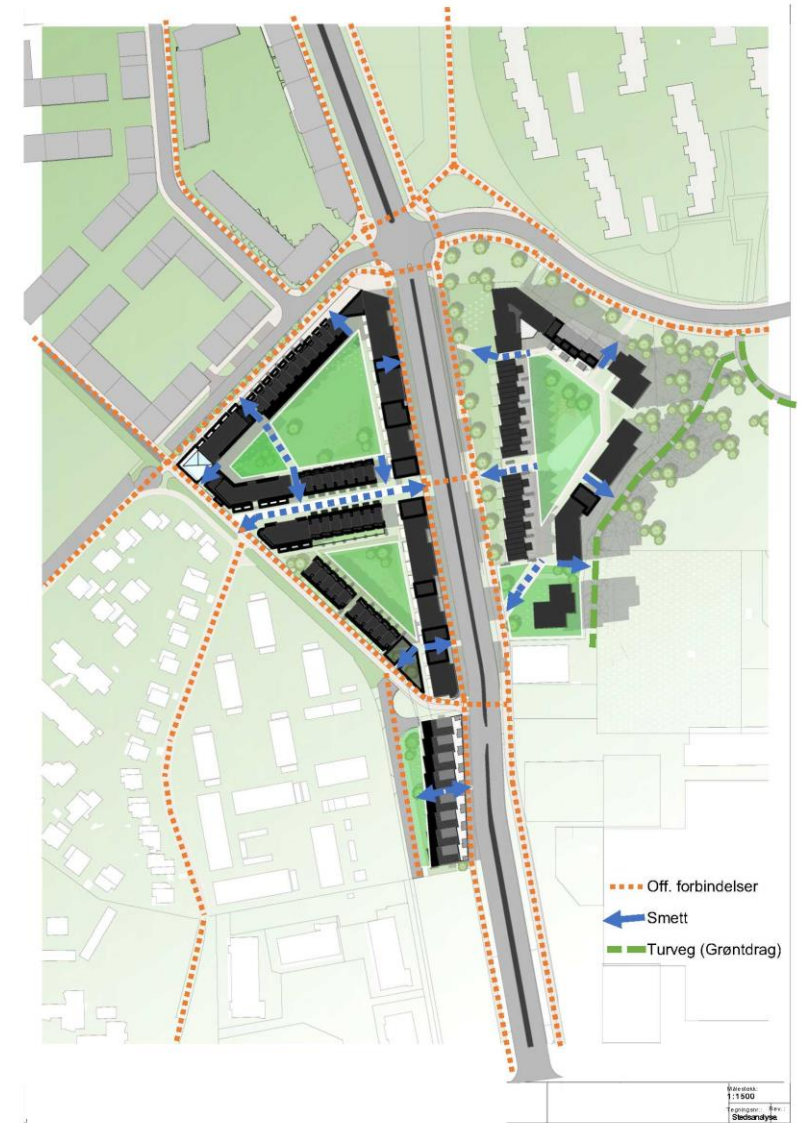 Off. forbindelser
Smett
Turveg (Grøntdrag)
Målestokk:
1:1500
Tegningsnr.: Rev.:
Stedsanalyse